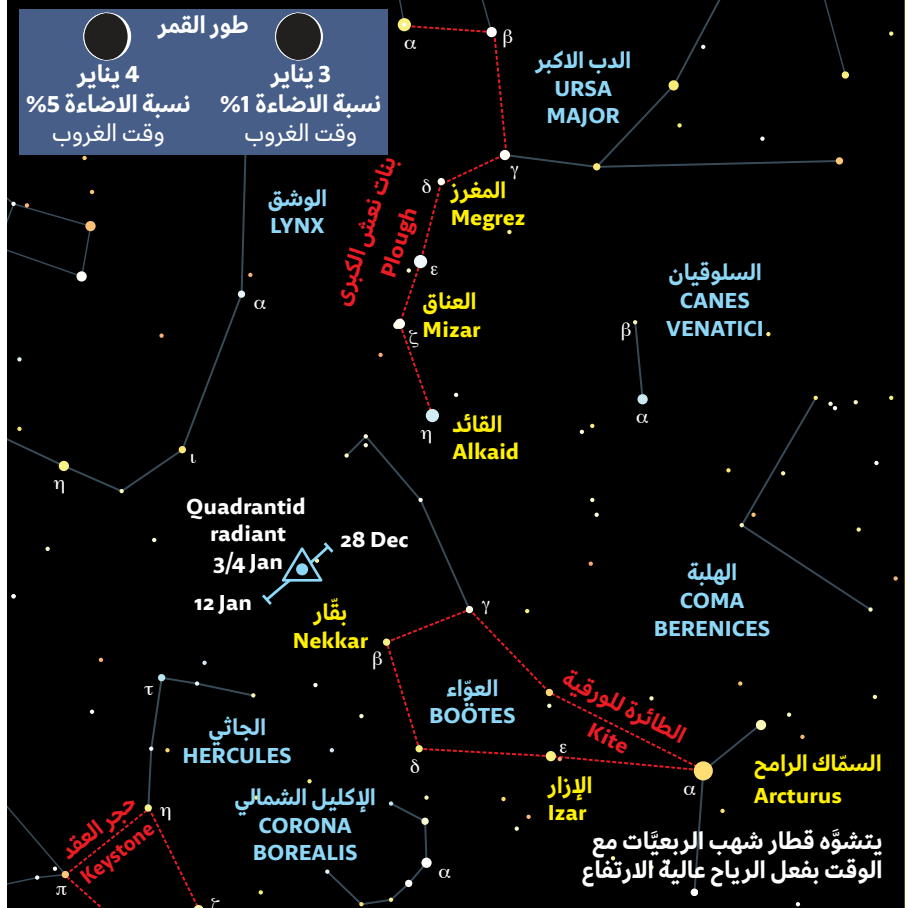 طور القمر
3 يناير
نسبة الاضاءة 1%
وقت الغروب
4 يناير
نسبة الاضاءة 5%
وقت الغروب
α
β
الدب الاكبر
URSA
MAJOR
γ
δ
المغرز
Megrez
بنات نعش الكبرى
Plough
الوشق
LYNX
ε
α
العناق
Mizar
ζ
السلوقيان
CANES
VENATICI
β
α
η
القائد
Alkaid
ι
η
Quadrantid
radiant
3/4 Jan
28 Dec
12 Jan
الهلبة
COMA
BERENICES
بقّار
Nekkar
γ
β
العوّاء
BOÖTES
الطائرة للورقية
Kite
τ
الجاثي
HERCULES
δ
ε
الإزار
Izar
α
السمّاك الرامح
Arcturus
حجر العقد
Keystone
η
π
ζ
الإكليل الشمالي
CORONA
BOREALIS
α
يتشوَّه قطار شهب الربعيَّات مع
الوقت بفعل الرياح عالية الارتفاع